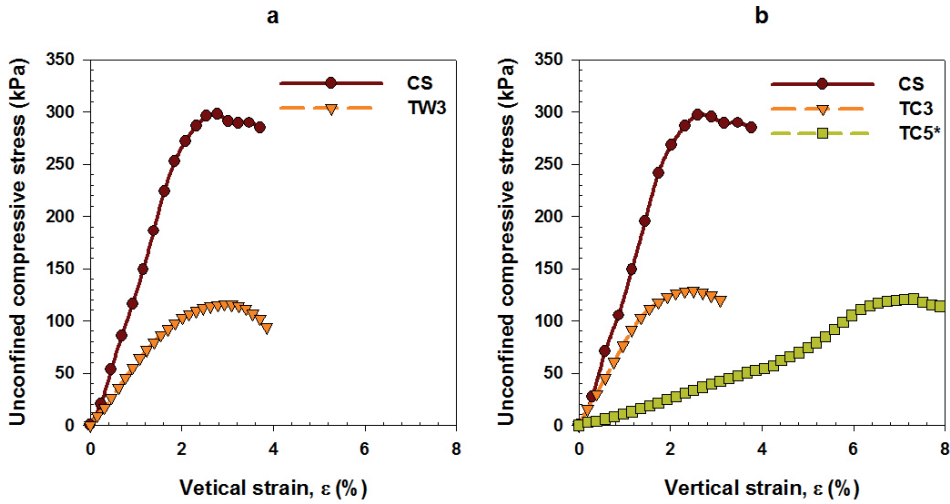 a
Unconfined compressive stress (kPa)
350
300
250
200
150
100
50
0
CS
TW3
0 2 4 6 8
Vetical strain, ε (%)
b
Unconfined compressive stress (kPa)
350
300
250
200
150
100
50
0
CS
TC3
TC5*
0 2 4 6 8
Vertical strain, ε (%)